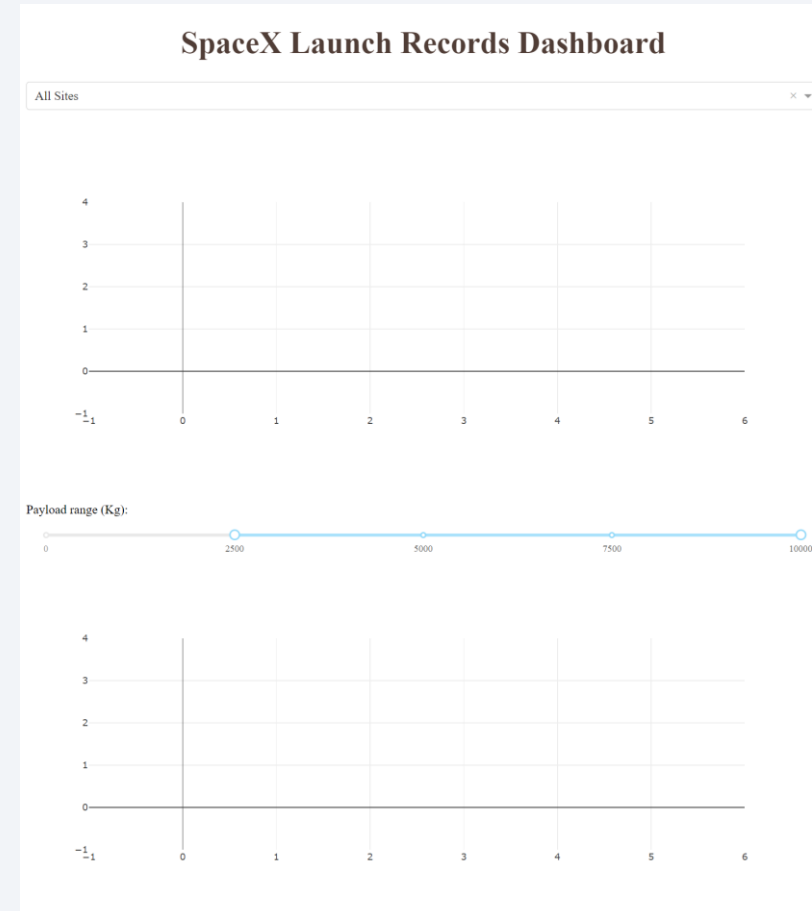 SpaceX Launch Records Dashboard
All Sites × 
4
3
2
1
0
−1
−1 0 1 2 3 4 5 6
Payload range (Kg):
0 2500 5000 7500 10000
4
3
2
1
0
−1
−1 0 1 2 3 4 5 6